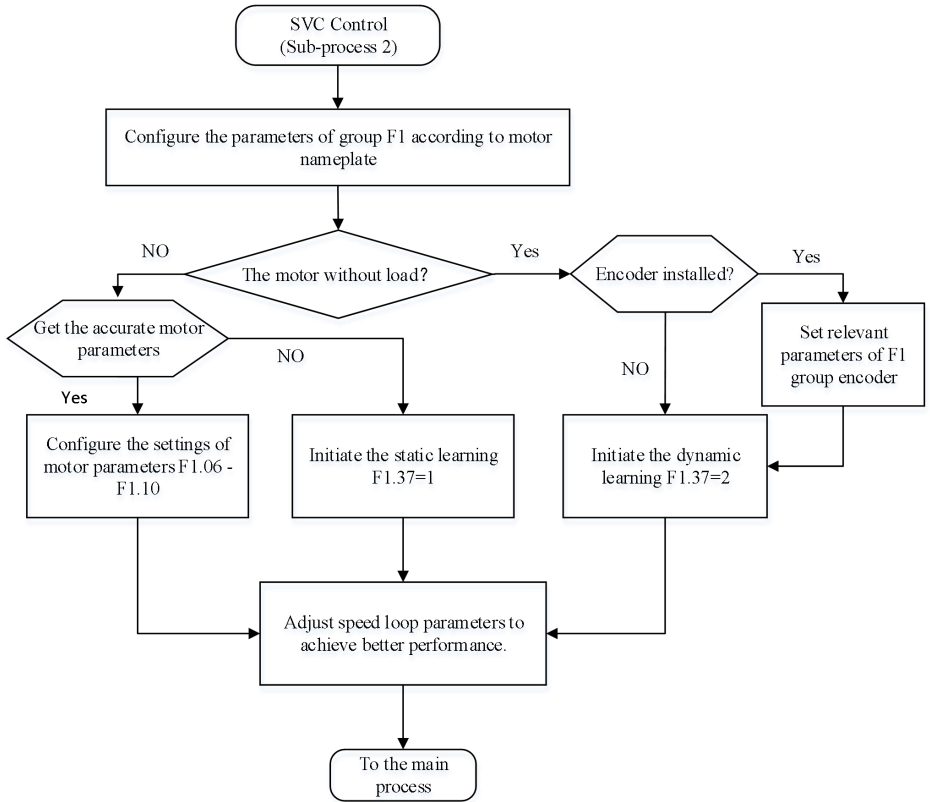 SVC Control
(Sub-process 2)
Configure the parameters of group F1 according to motor
nameplate
NO
The motor without load?
Yes
Encoder installed?
Yes
Get the accurate motor
parameters
NO
Yes
NO
Set relevant
parameters of F1
group encoder
Configure the settings of
motor parameters F1.06 -
F1.10
Initiate the static learning
F1.37=1
Initiate the dynamic
learning F1.37=2
Adjust speed loop parameters to
achieve better performance.
To the main
process